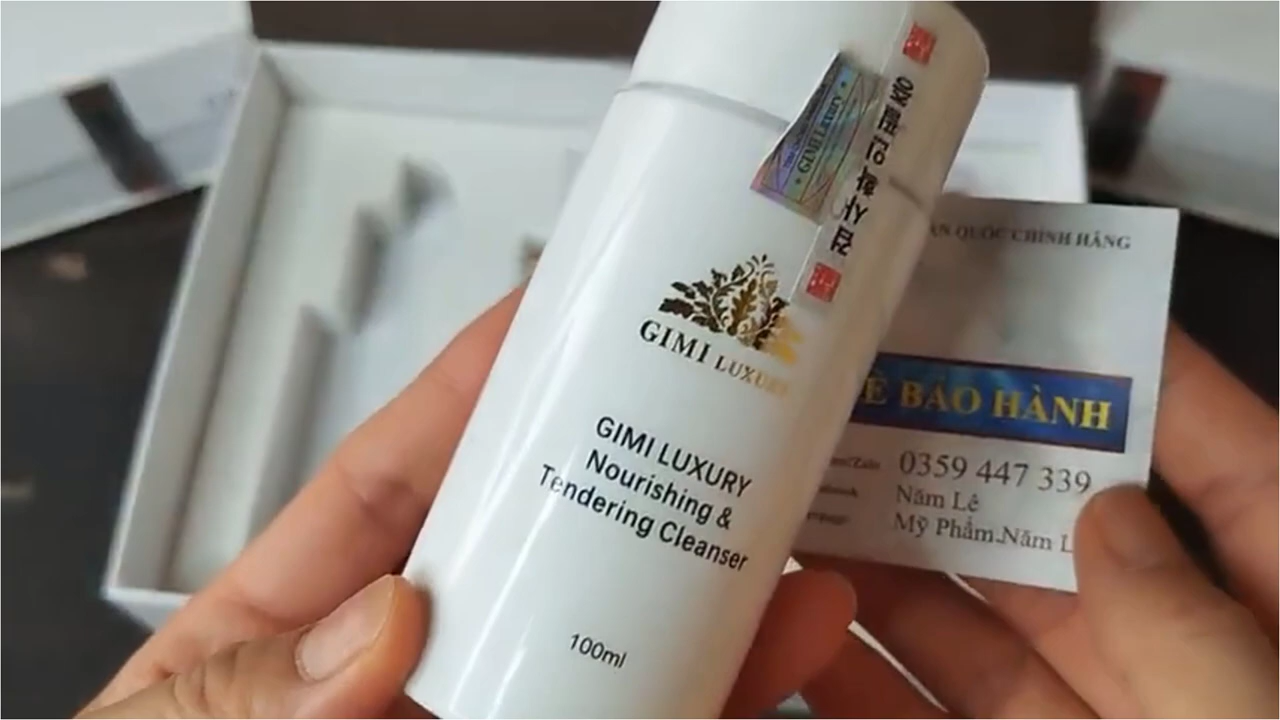 GIMI Luxury
GIMI LUXURY
GIMI LUXURY
Nourishing &
Tendering Cleanser
100ml
QUỐC CHÍNH HÃNG
BẢO HÀNH
0359 447 339
Năm Lê
Mỹ Phẩm Năm